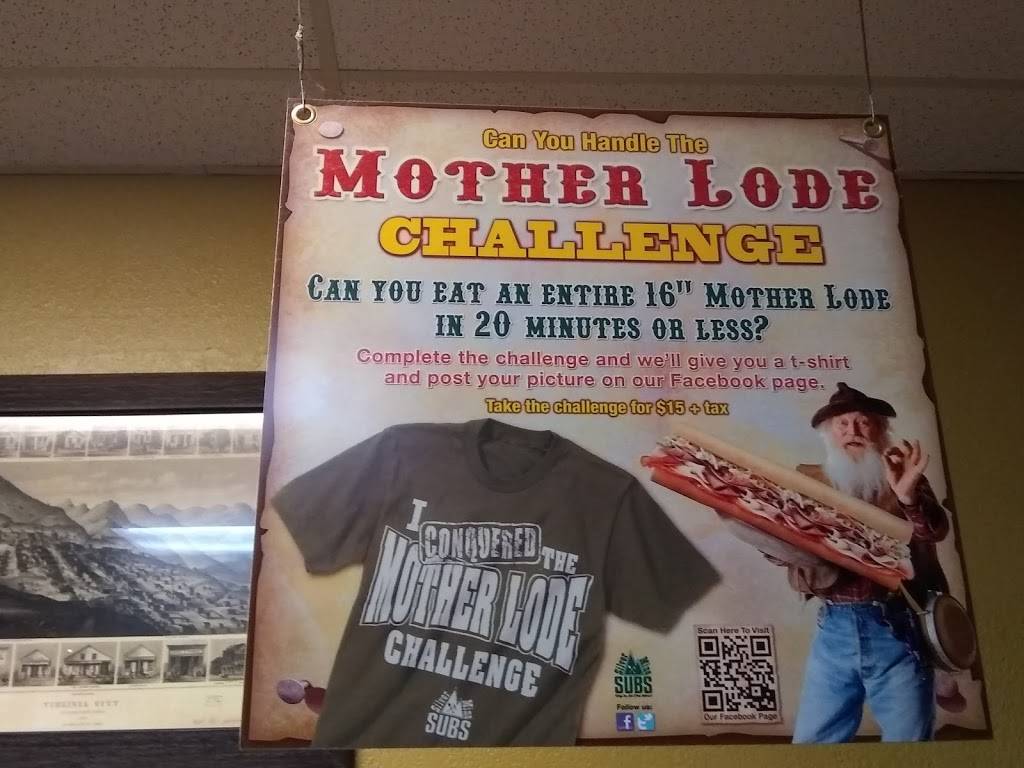 Can You Handle The
MOTHER LODE
CHALLENGE
CAN YOU EAT AN ENTIRE 16" MOTHER LODE
IN 20 MINUTES OR LESS?
Complete the challenge and we'll give you a t-shirt
and post your picture on our Facebook page.
Take the challenge for $15 + tax
I
CONQUERED THE
MOTHER LODE
CHALLENGE
SUBS
SUBS
Follow us:
Scan Here To Visit
Our Facebook Page
VIRGINIA CITY